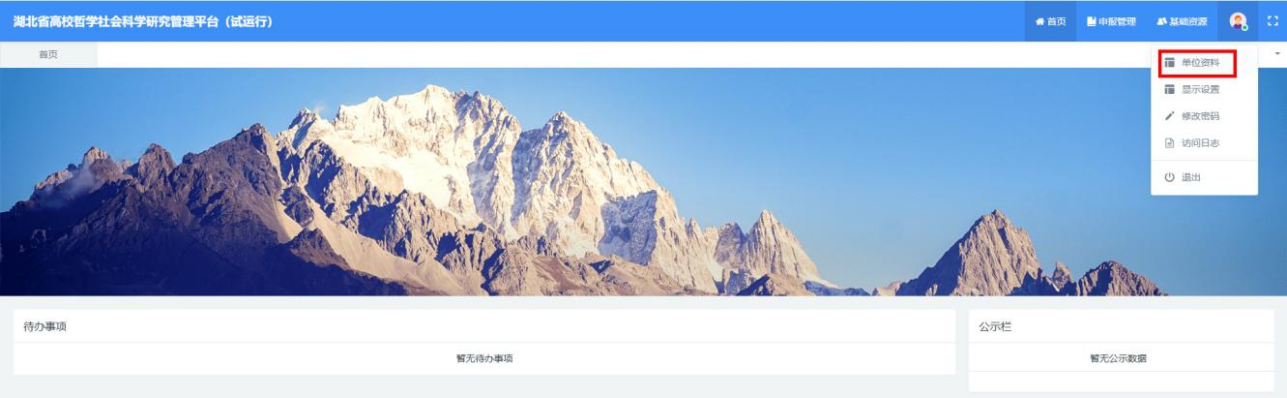 湖北省高校哲学社会科学研究管理平台（试运行）
首页 申报管理 基础资源
首页
单位资料
显示设置
修改密码
访问日志
退出
待办事项
公示栏
暂无待办事项
暂无公示数据